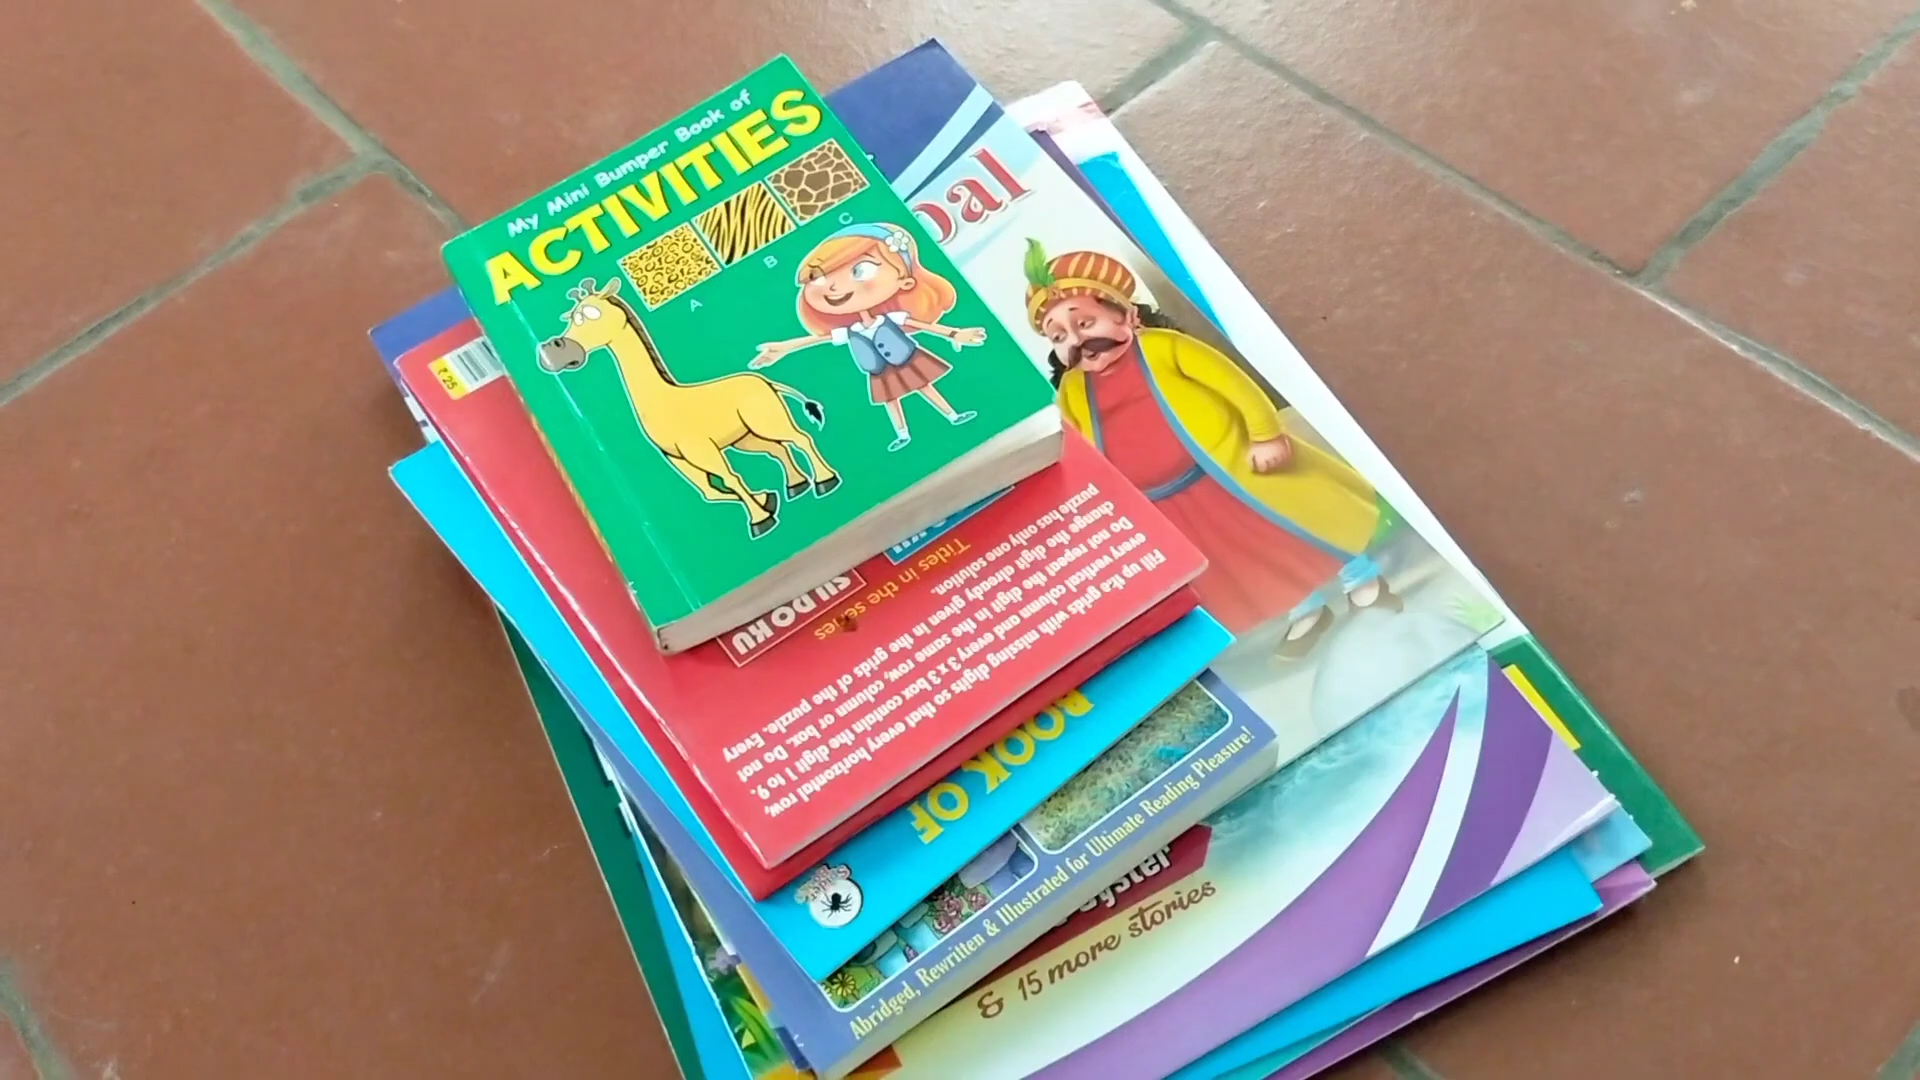 My Mini Bumper Book of
ACTIVITIES
A
B
C
₹ 25
Titles in the series
SU DO KU
Fill up the grids with missing digits so that every horizontal row,
every vertical column and every 3 x 3 box contain the digit 1 to 9.
Do not repeat the digit in the same row, column or box. Do not
change the digit already given in the grids of the puzzle. Every
puzzle has only one solution.
BOOK OF
Abridged, Rewritten & Illustrated for Ultimate Reading Pleasure!
& 15 more stories